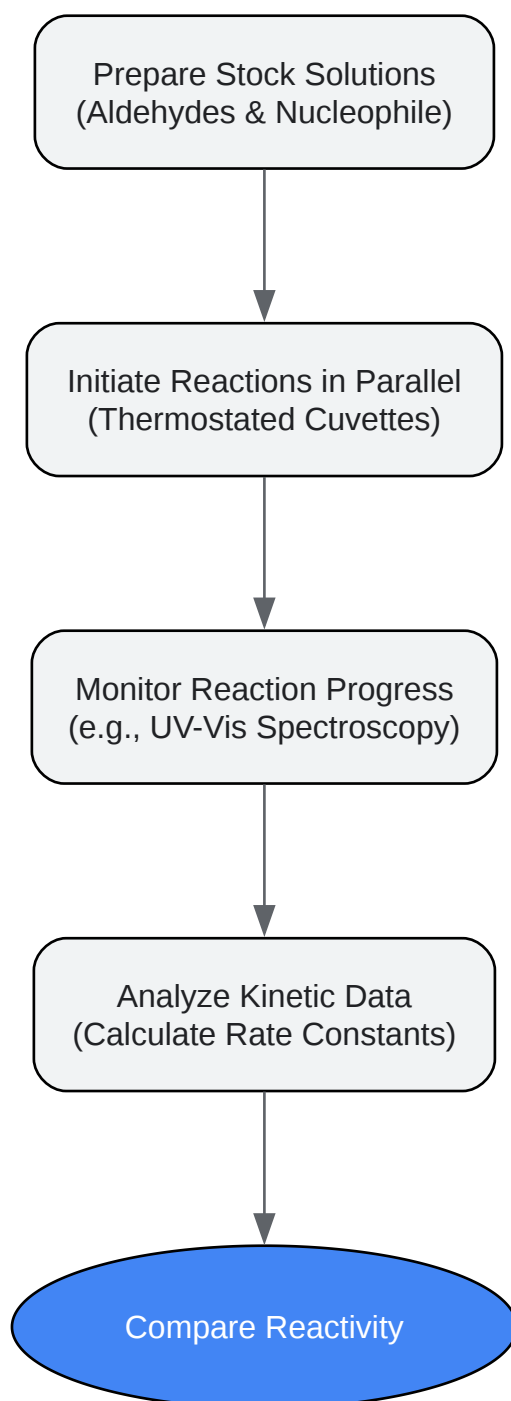 Prepare Stock Solutions
(Aldehydes & Nucleophile)
Initiate Reactions in Parallel
(Thermostated Cuvettes)
Monitor Reaction Progress
(e.g., UV-Vis Spectroscopy)
Analyze Kinetic Data
(Calculate Rate Constants)
Compare Reactivity